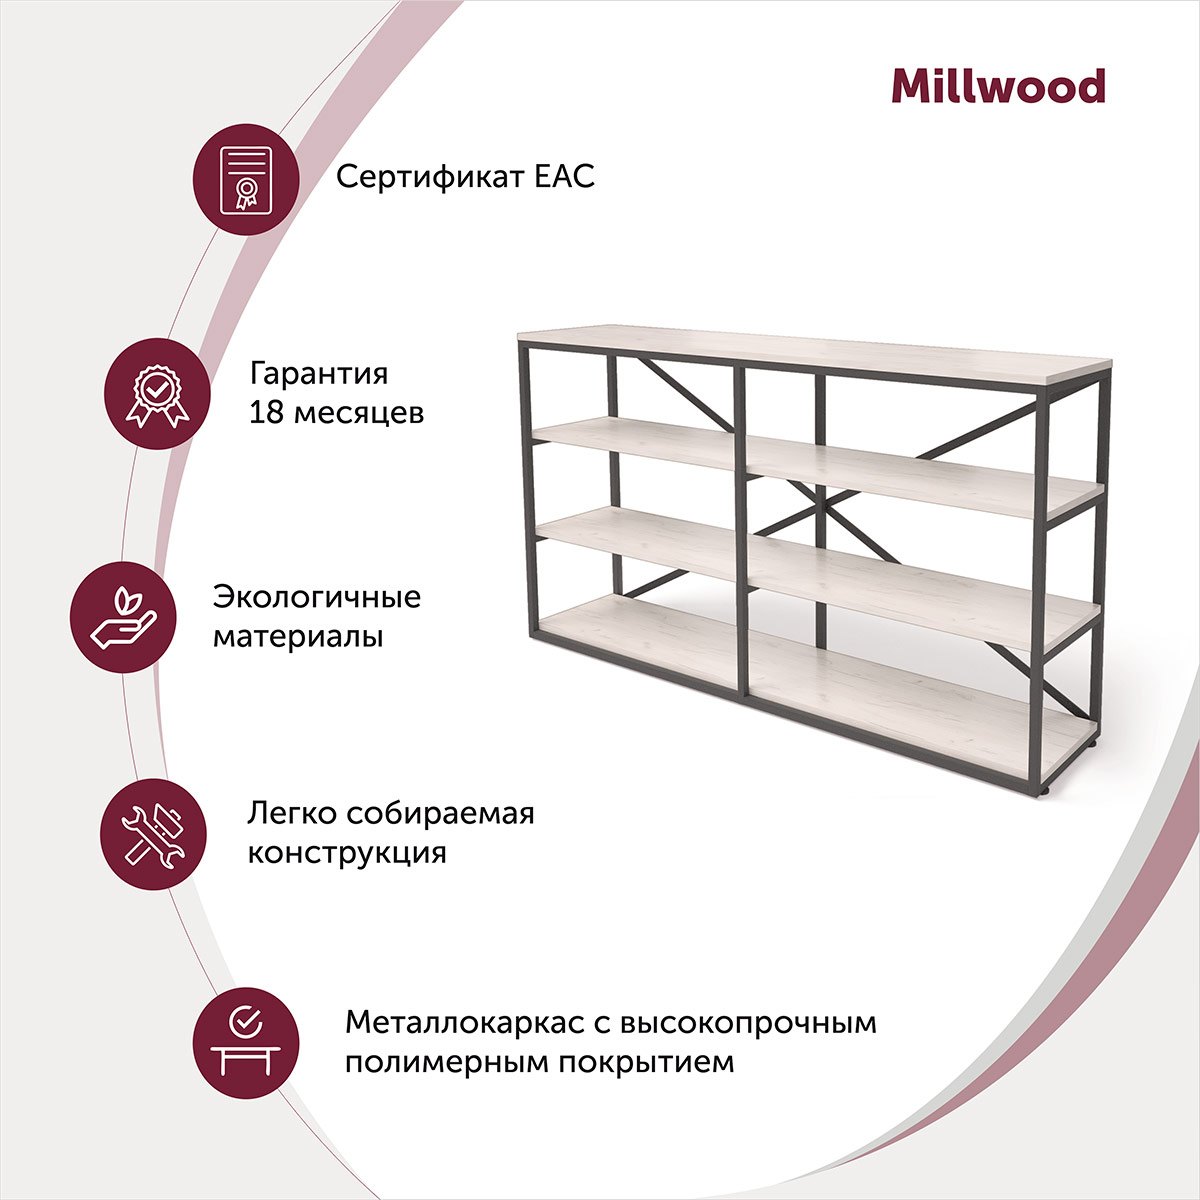 Millwood
Сертификат ЕАС
Гарантия
18 месяцев
Экологичные
материалы
Легко собираемая
конструкция
Металлокаркас с высокопрочным
полимерным покрытием